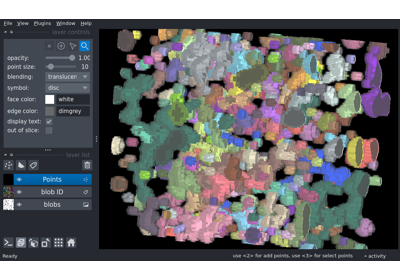 File View Plugins Window Help
layer controls
opacity: 1.00
point size: 10
blending: translucen
symbol: disc
face color: white
edge color: dimgrey
display text:
out of slice:
layer list
Points
blob ID
blobs
Ready
use <2> for add points, use <3> for select points
activity